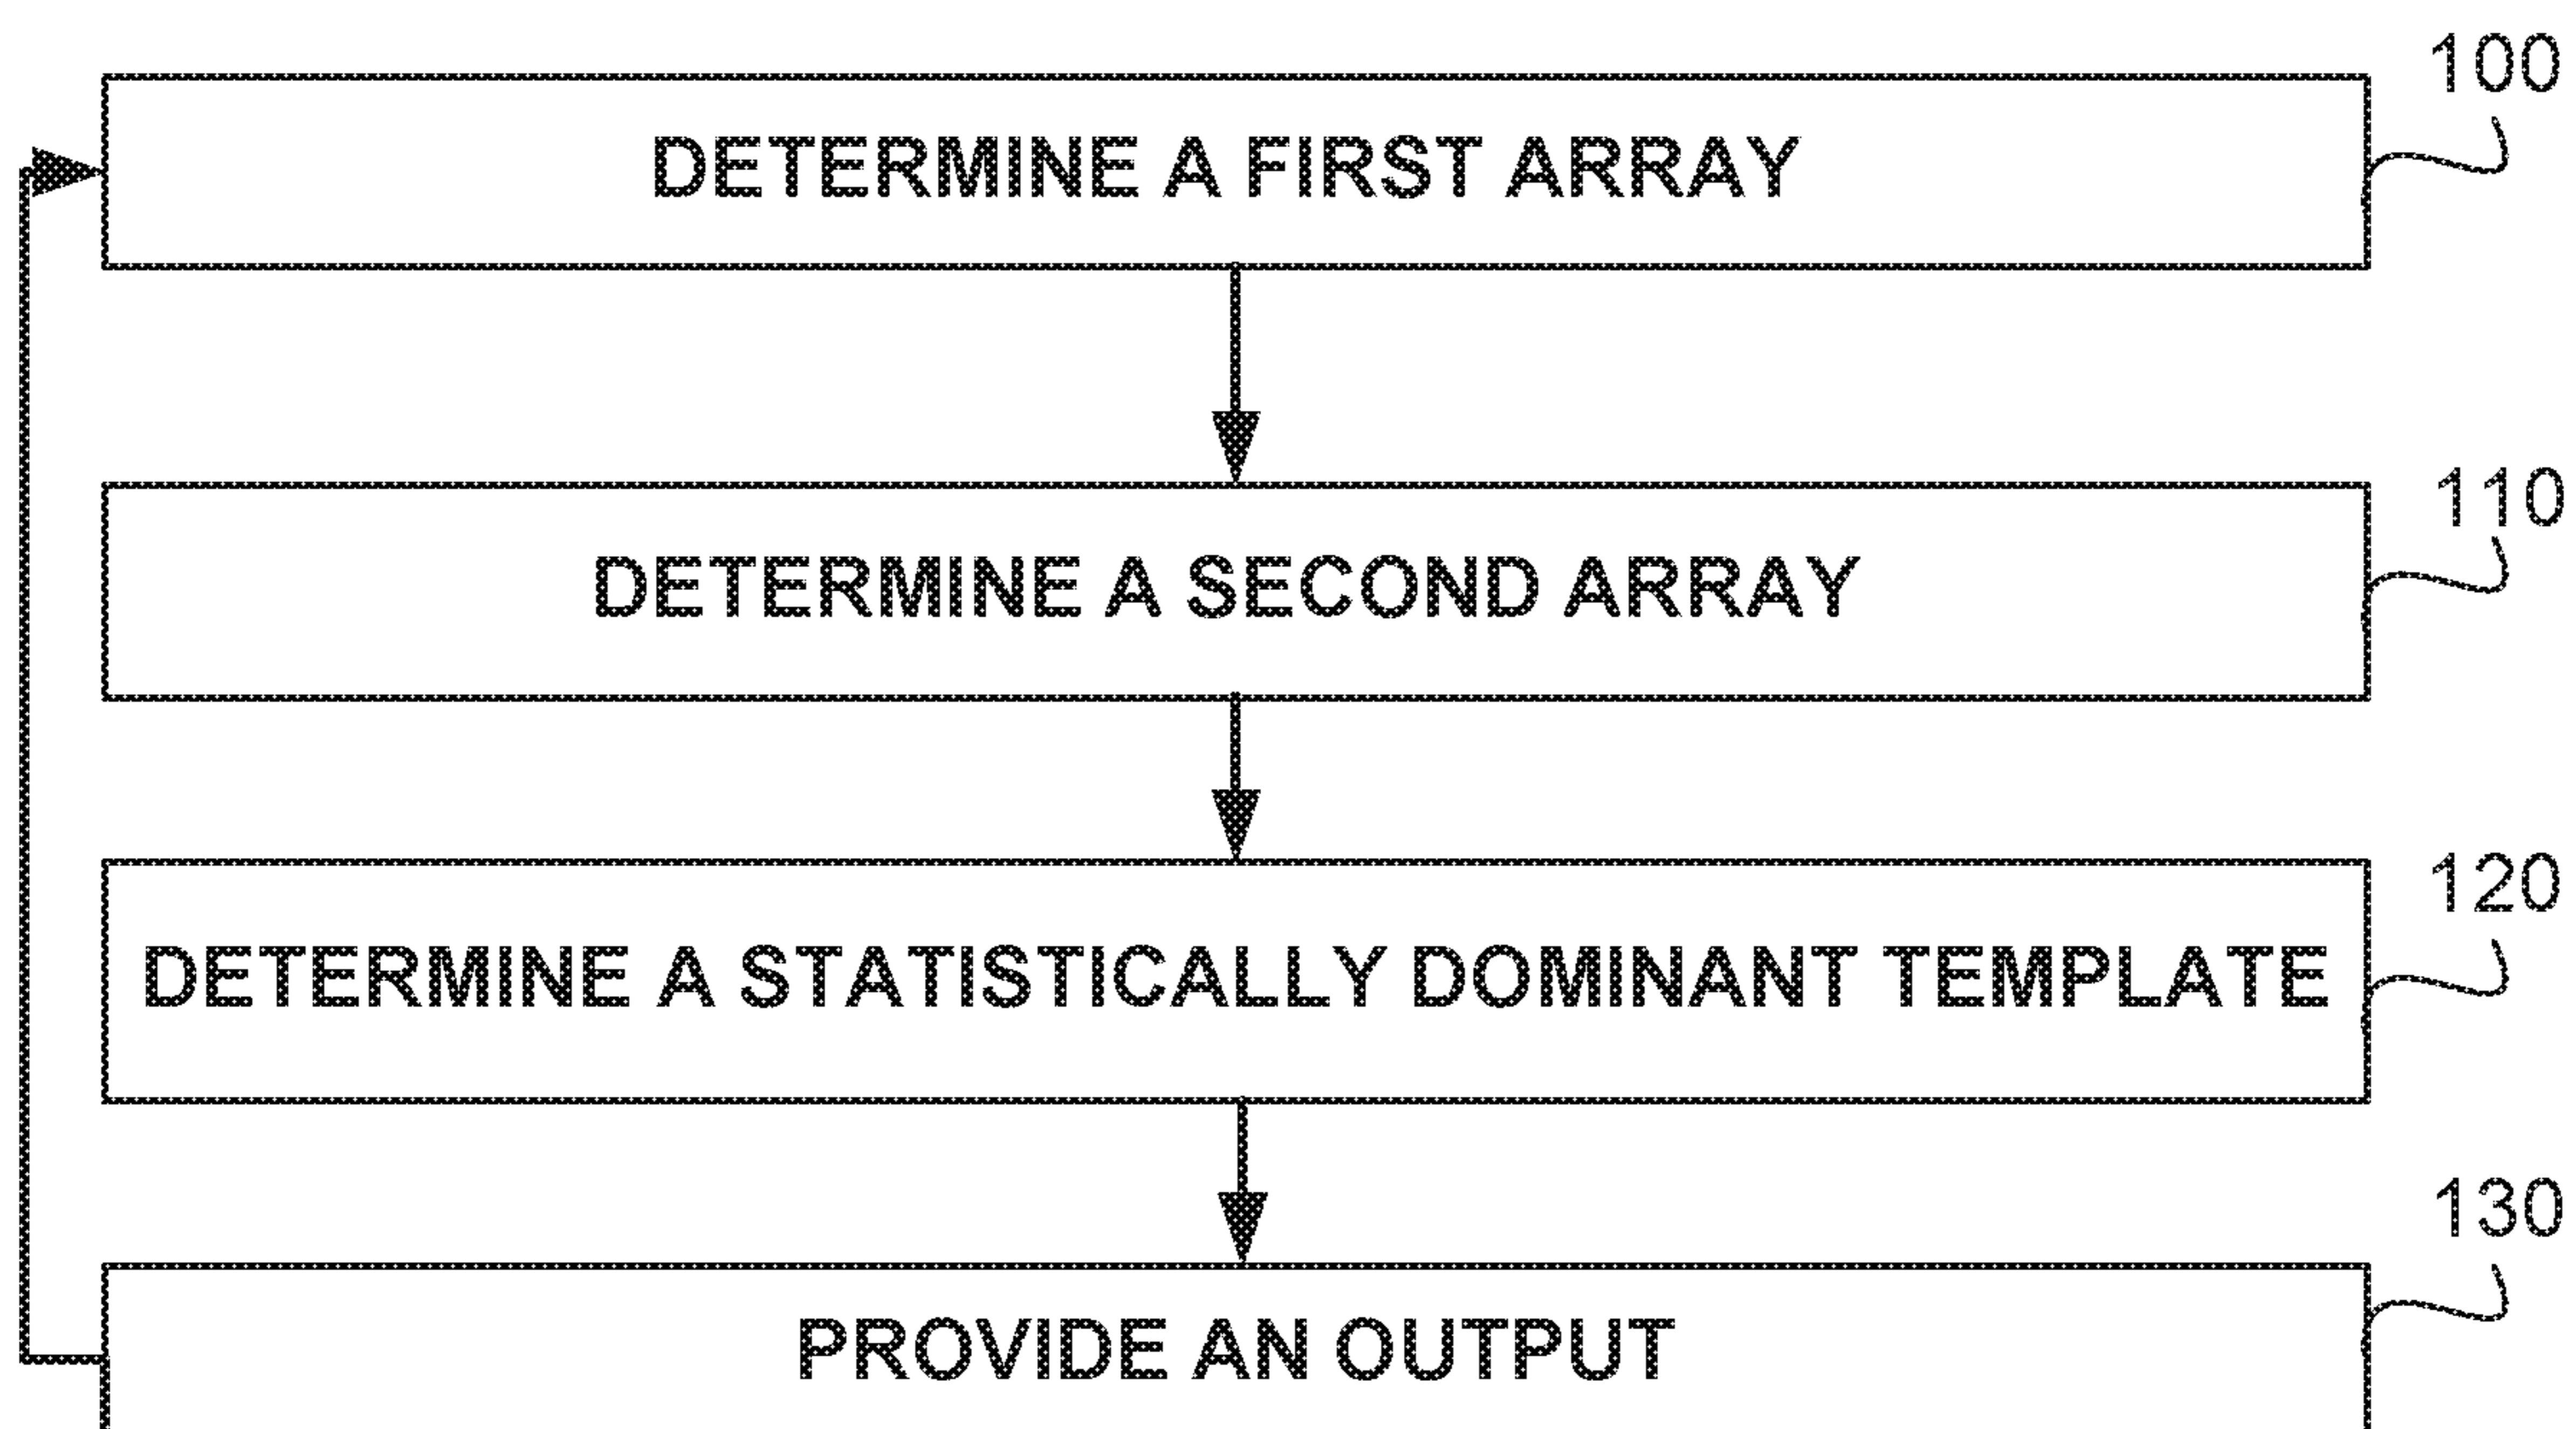 100
DETERMINE A FIRST ARRAY
110
DETERMINE A SECOND ARRAY
120
DETERMINE A STATISTICALLY DOMINANT TEMPLATE
130
PROVIDE AN OUTPUT